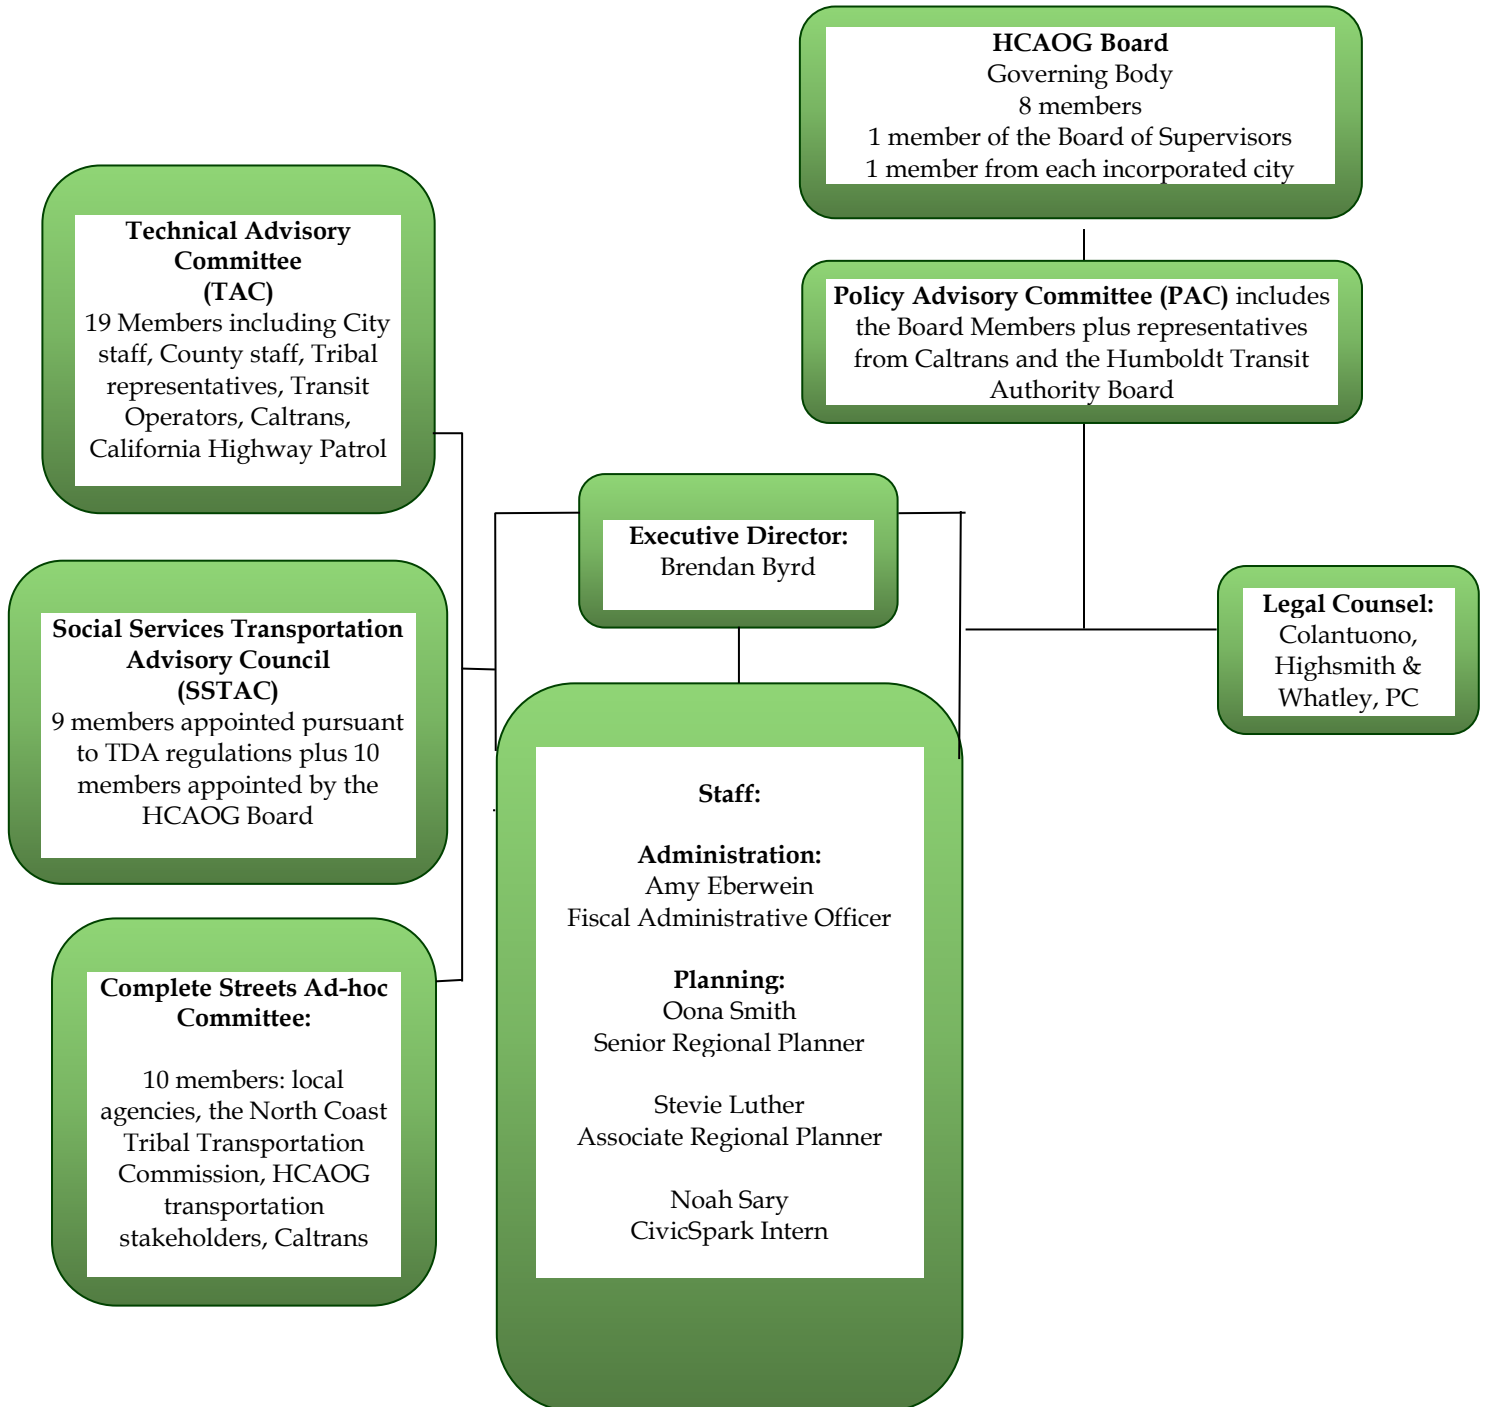 HCAOG Board
Governing Body
8 members
1 member of the Board of Supervisors
1 member from each incorporated city
Policy Advisory Committee (PAC) includes
the Board Members plus representatives
from Caltrans and the Humboldt Transit
Authority Board
Technical Advisory
Committee
(TAC)
19 Members including City
staff, County staff, Tribal
representatives, Transit
Operators, Caltrans,
California Highway Patrol
Executive Director:
Brendan Byrd
Legal Counsel:
Colantuono,
Highsmith &
Whatley, PC
Social Services Transportation
Advisory Council
(SSTAC)
9 members appointed pursuant
to TDA regulations plus 10
members appointed by the
HCAOG Board
Staff:
Administration:
Amy Eberwein
Fiscal Administrative Officer
Planning:
Oona Smith
Senior Regional Planner
Stevie Luther
Associate Regional Planner
Noah Sary
CivicSpark Intern
Complete Streets Ad-hoc
Committee:
10 members: local
agencies, the North Coast
Tribal Transportation
Commission, HCAOG
transportation
stakeholders, Caltrans